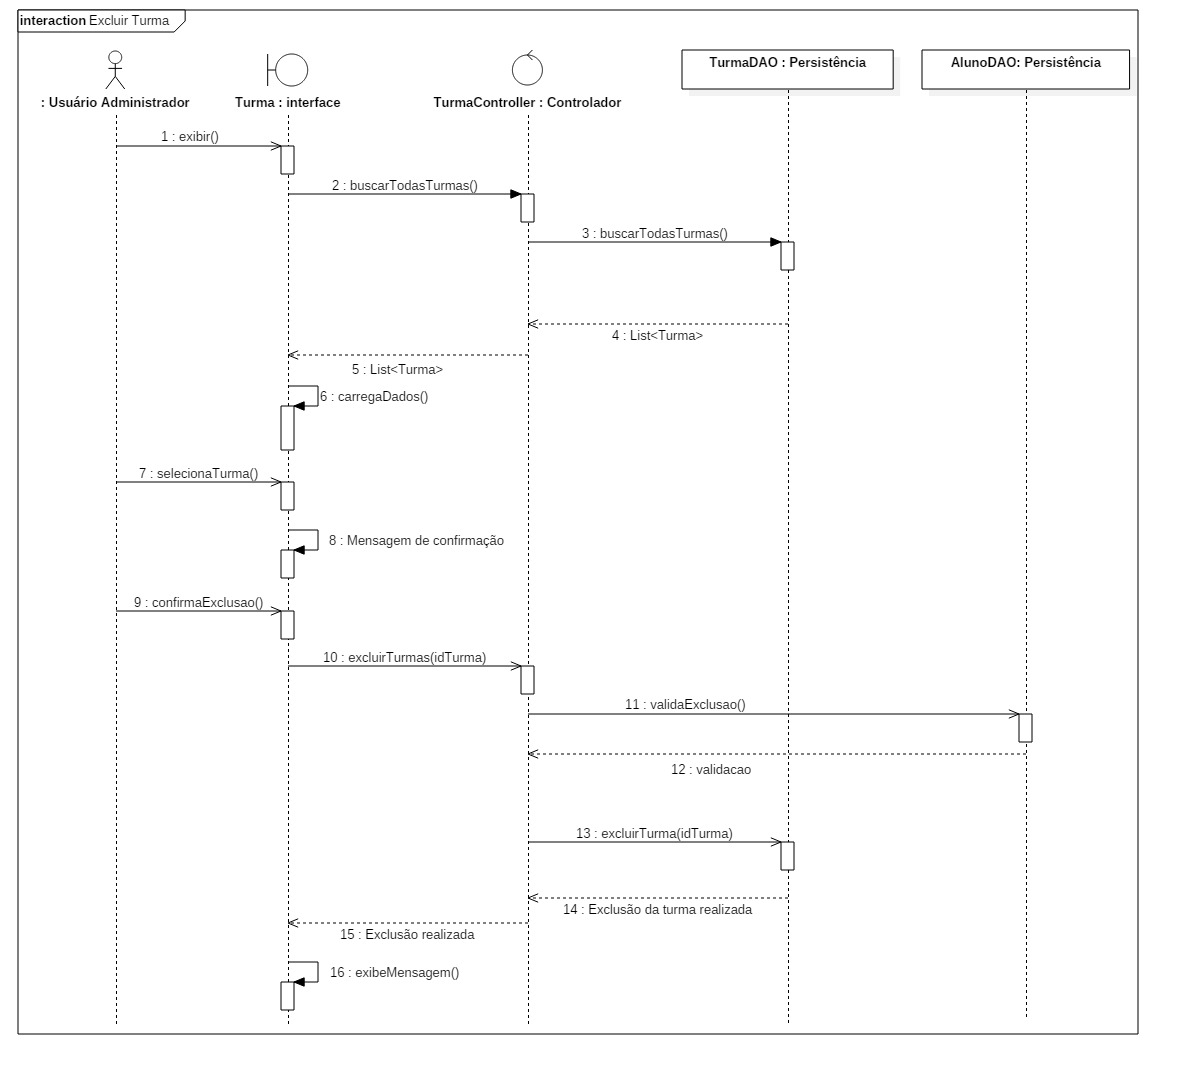 interaction Excluir Turma
: Usuário Administrador
Turma : interface
TurmaController : Controlador
TurmaDAO : Persistência
AlunoDAO: Persistência
1 : exibir()
2 : buscarTodasTurmas()
3 : buscarTodasTurmas()
4 : List<Turma>
5 : List<Turma>
6 : carregaDados()
7 : selecionaTurma()
8 : Mensagem de confirmação
9 : confirmaExclusao()
10 : excluirTurmas(idTurma)
11 : validaExclusao()
12 : validacao
13 : excluirTurma(idTurma)
14 : Exclusão da turma realizada
15 : Exclusão realizada
16 : exibeMensagem()